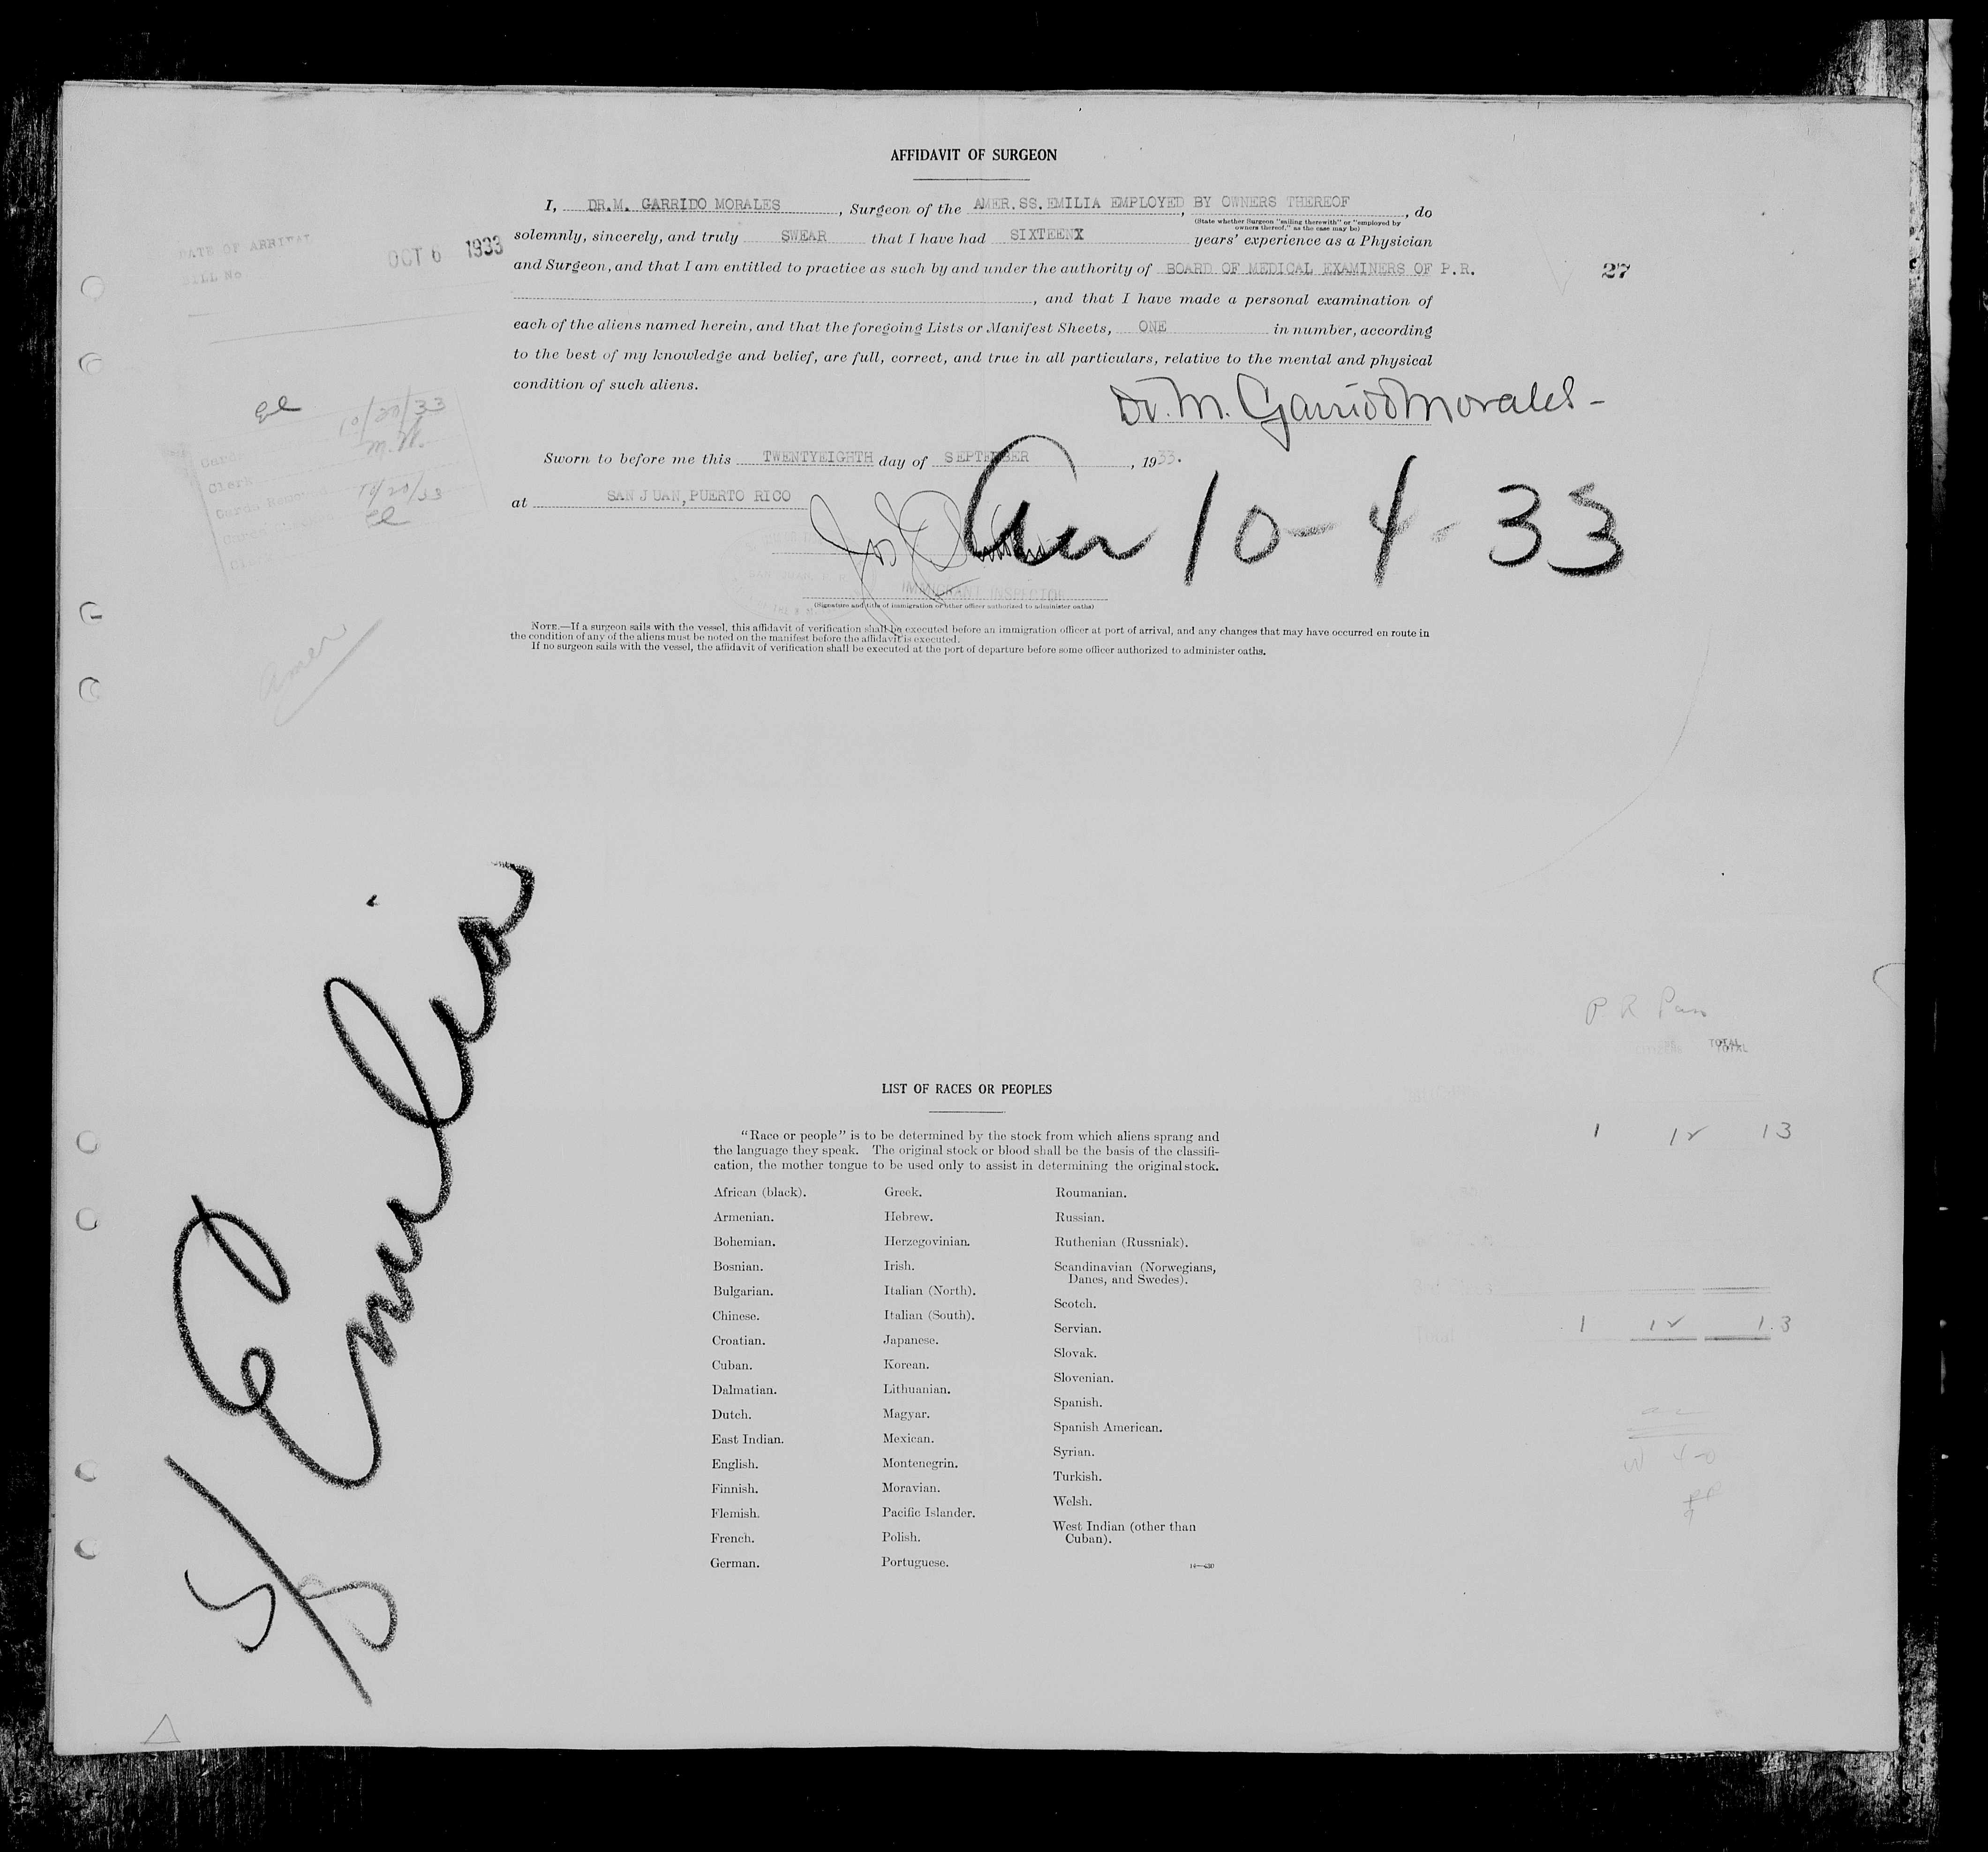 AFFIDAVIT OF SURGEON
I, DR.M. GARRIDO MORALES, Surgeon of the AMER.SS.EMILIA EMPLOYED, BY OWNERS THEREOF, do
(State whether Surgeon "sailing therewith" or "employed by
owners thereof," as the case may be)
solemnly, sincerely, and truly SWEAR that I have had SIXTEENX years' experience as a Physician
and Surgeon, and that I am entitled to practice as such by and under the authority of BOARD OF MEDICAL EXAMINERS OF P.R.
, and that I have made a personal examination of
each of the aliens named herein, and that the foregoing Lists or Manifest Sheets, ONE in number, according
to the best of my knowledge and belief, are full, correct, and true in all particulars, relative to the mental and physical
condition of such aliens.
Dr. M. Garrido Morales-
Sworn to before me this TWENTYEIGHTH day of SEPTEMBER, 1933.
at SAN JUAN, PUERTO RICO
10-4-33
IMMIGRANT INSPECTOR
(Signature and title of immigration or other officer authorized to administer oaths)
NOTE.—If a surgeon sails with the vessel, this affidavit of verification shall be executed before an immigration officer at port of arrival, and any changes that may have occurred en route in
the condition of any of the aliens must be noted on the manifest before the affidavit is executed.
If no surgeon sails with the vessel, the affidavit of verification shall be executed at the port of departure before some officer authorized to administer oaths.
DATE OF ARRIVAL OCT 6 1933
27
10/20/33
10/20/33
Amer
S/S Emilia
P R
TOTAL
1 12 13
Total 1 12 13
LIST OF RACES OR PEOPLES
"Race or people" is to be determined by the stock from which aliens sprang and
the language they speak. The original stock or blood shall be the basis of the classifi-
cation, the mother tongue to be used only to assist in determining the original stock.
African (black).
Armenian.
Bohemian.
Bosnian.
Bulgarian.
Chinese.
Croatian.
Cuban.
Dalmatian.
Dutch.
East Indian.
English.
Finnish.
Flemish.
French.
German.
Greek.
Hebrew.
Herzegovinian.
Irish.
Italian (North).
Italian (South).
Japanese.
Korean.
Lithuanian.
Magyar.
Mexican.
Montenegrin.
Moravian.
Pacific Islander.
Polish.
Portuguese.
Roumanian.
Russian.
Ruthenian (Russniak).
Scandinavian (Norwegians,
Danes, and Swedes).
Scotch.
Servian.
Slovak.
Slovenian.
Spanish.
Spanish American.
Syrian.
Turkish.
Welsh.
West Indian (other than
Cuban).